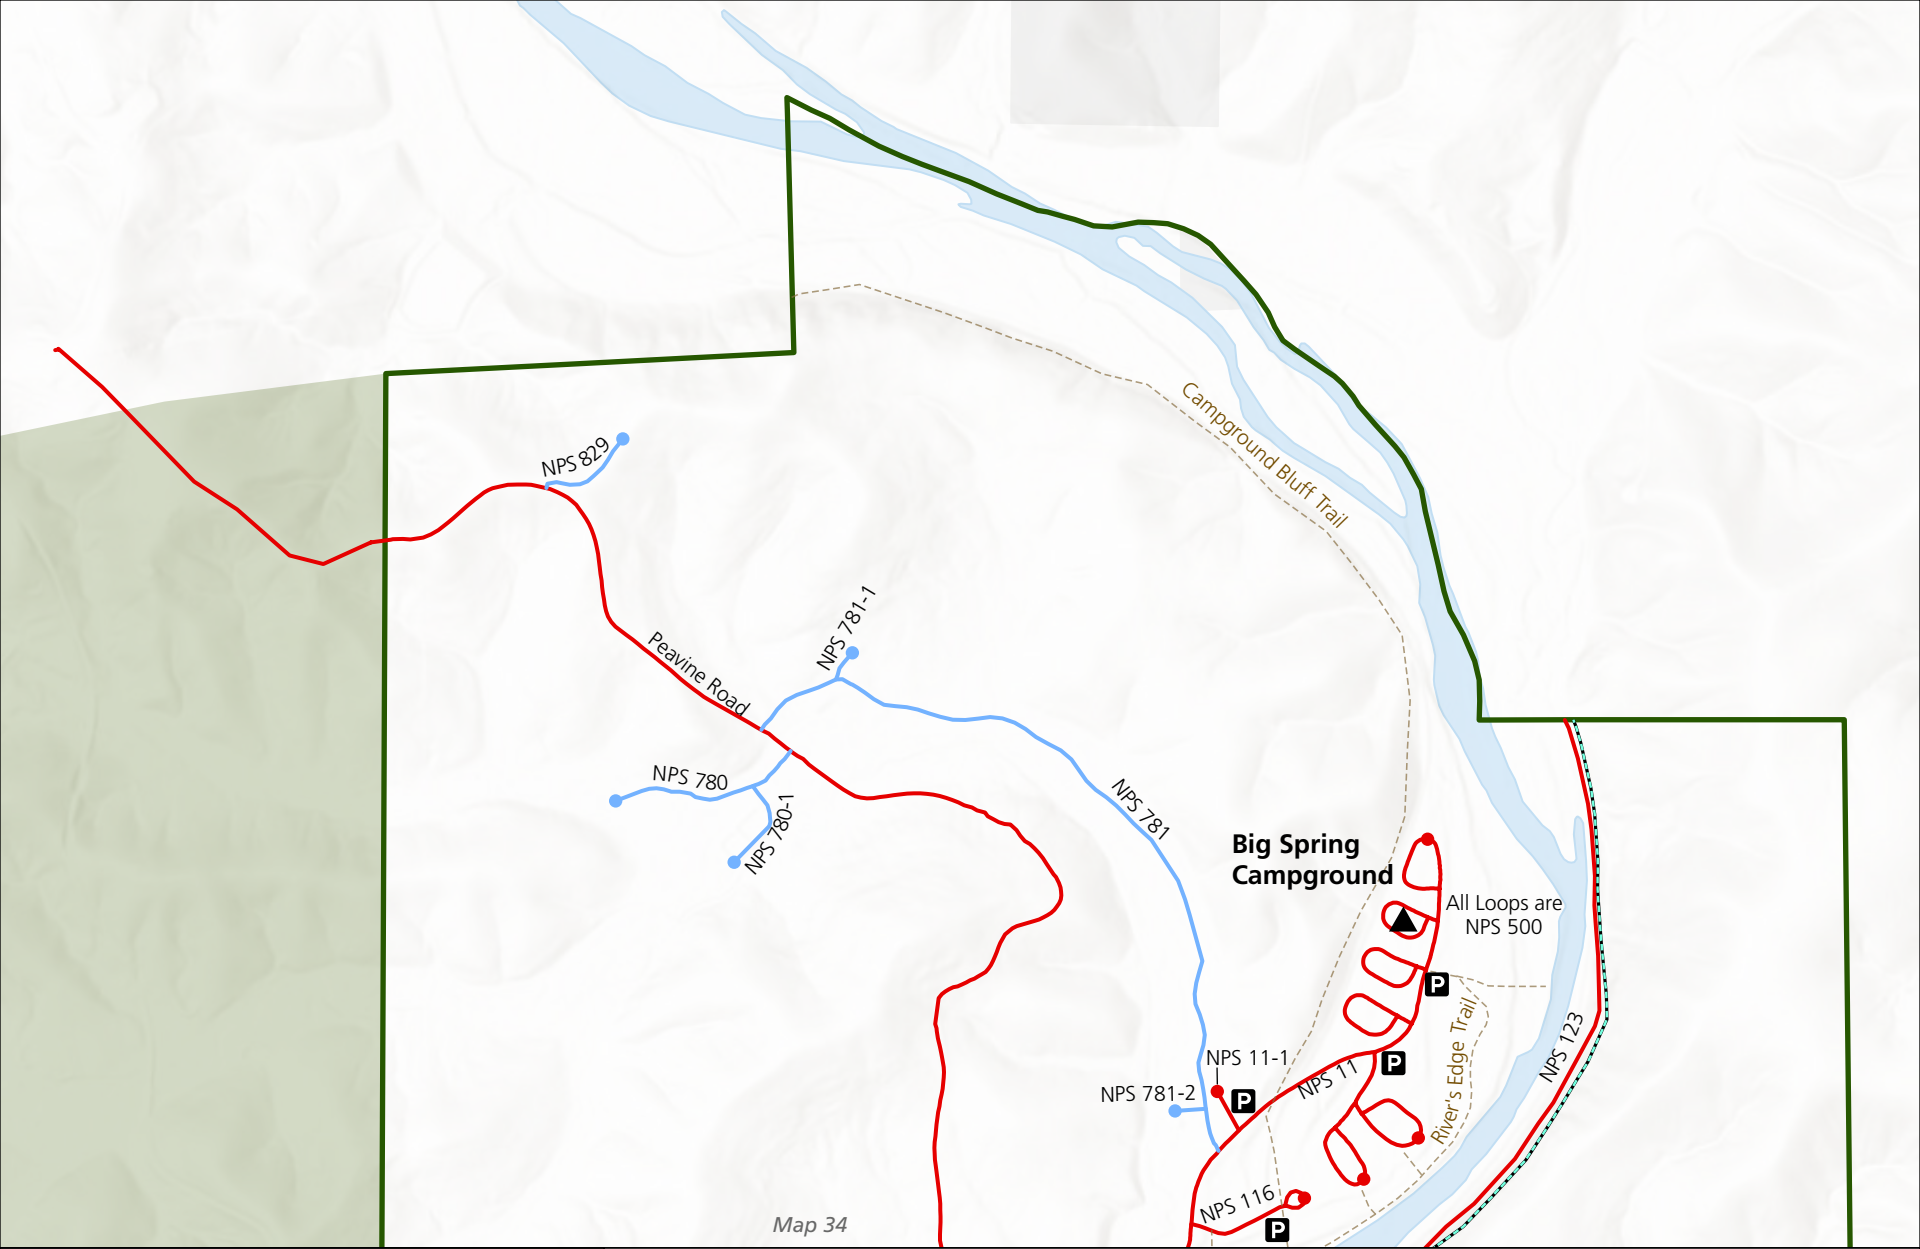 Campground Bluff Trail
NPS 829
NPS 781-1
Peavine Road
NPS 780
NPS 780-1
NPS 781
Big Spring
Campground
All Loops are
NPS 500
P
River's Edge Trail
NPS 123
NPS 11-1
P
NPS 11
NPS 781-2
P
NPS 116
P
Map 34